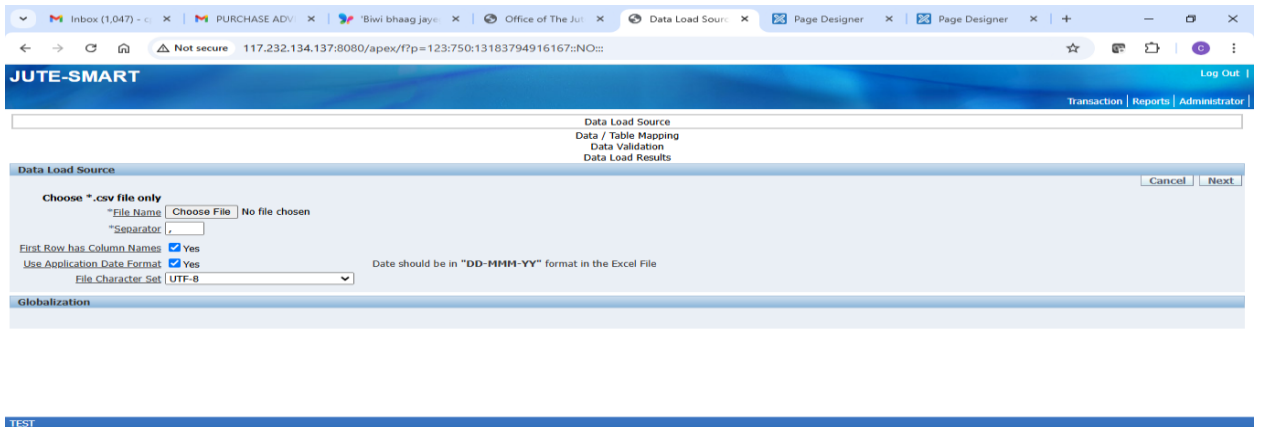 Inbox (1,047) - c
PURCHASE ADV
'Biwi bhaag jaye
Office of The Jut
Data Load Sourc
Page Designer
Page Designer
Not secure 117.232.134.137:8080/apex/f?p=123:750:13183794916167::NO:::
C
JUTE-SMART
Log Out |
Transaction | Reports | Administrator |
Data Load Source
Data / Table Mapping
Data Validation
Data Load Results
Data Load Source
Cancel Next
Choose *.csv file only
*File Name Choose File No file chosen
*Separator ,
First Row has Column Names Yes
Use Application Date Format Yes Date should be in "DD-MMM-YY" format in the Excel File
File Character Set UTF-8
Globalization
TEST